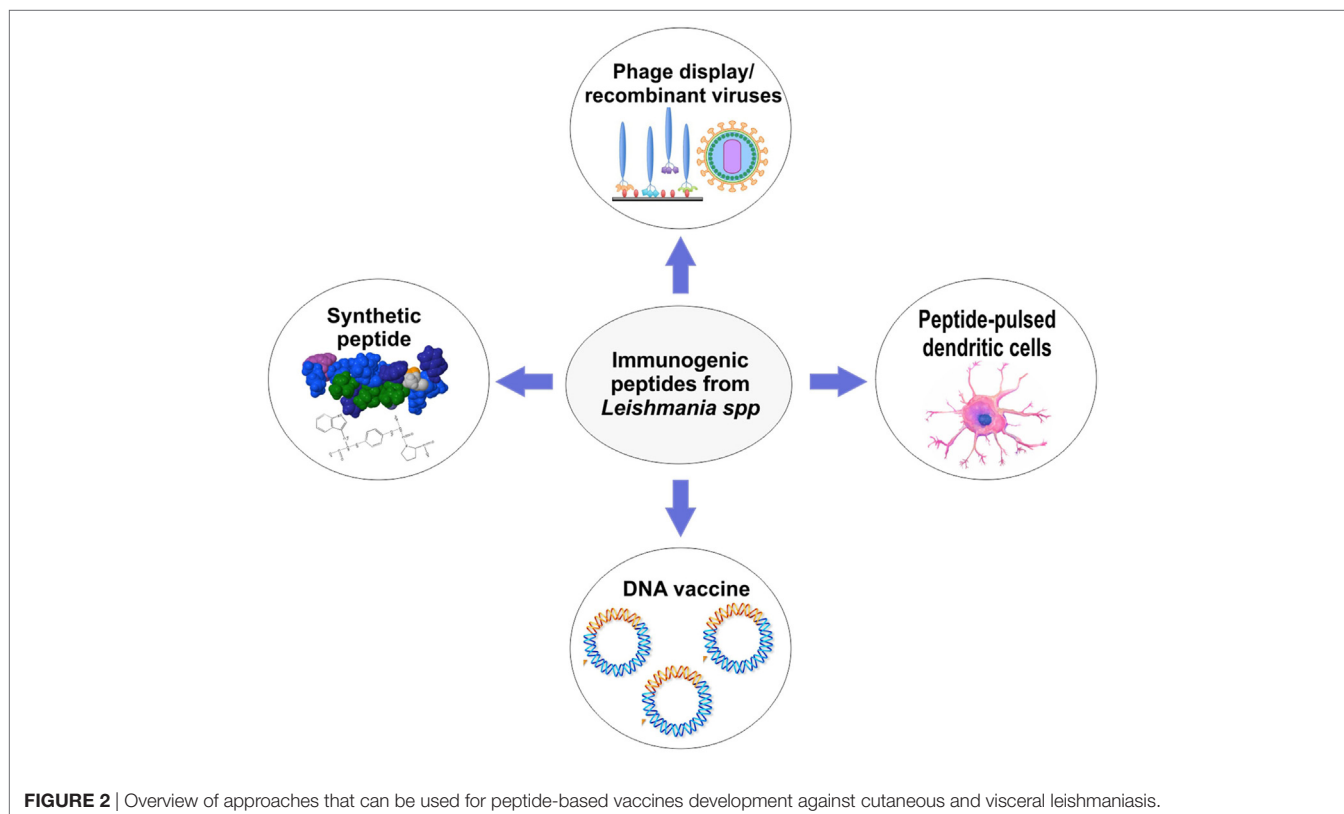 Phage display/
recombinant viruses
Synthetic
peptide
Immunogenic
peptides from
Leishmania spp
Peptide-pulsed
dendritic cells
DNA vaccine
FIGURE 2 | Overview of approaches that can be used for peptide-based vaccines development against cutaneous and visceral leishmaniasis.